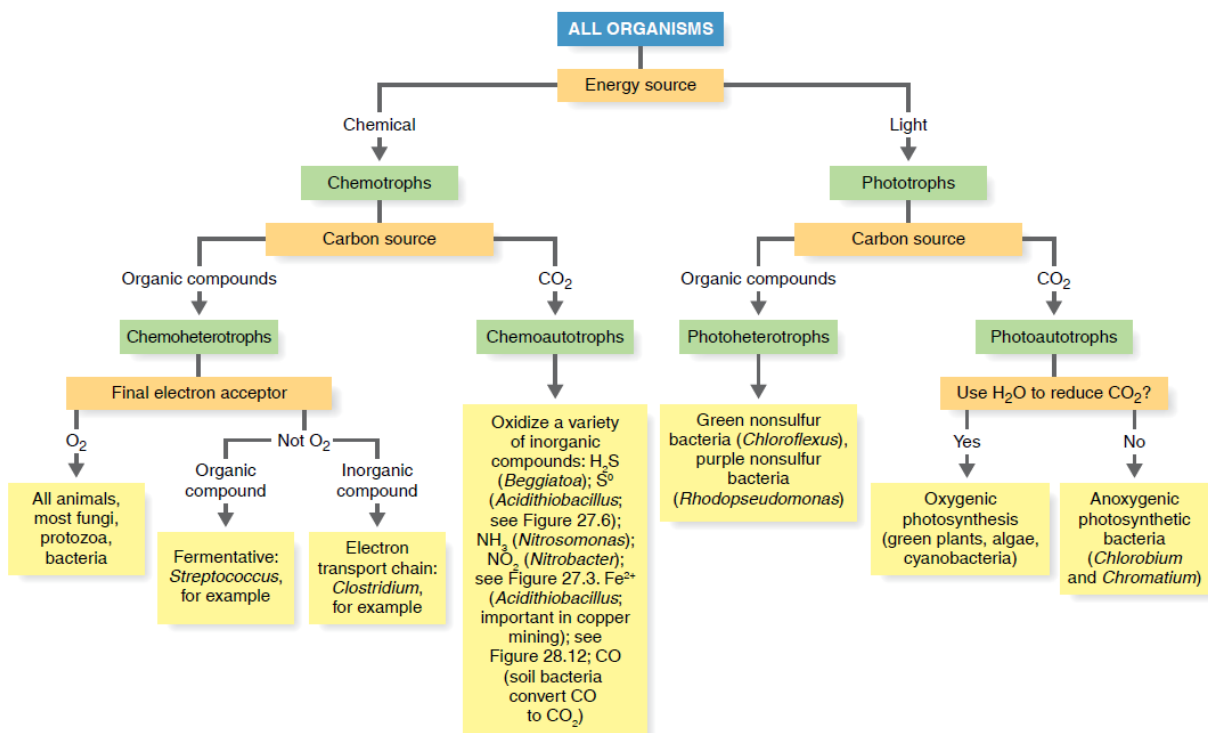 ALL ORGANISMS
Energy source
Chemical
Light
Chemotrophs
Phototrophs
Carbon source
Carbon source
Organic compounds
CO₂
Organic compounds
CO₂
Chemoheterotrophs
Chemoautotrophs
Photoheterotrophs
Photoautotrophs
Final electron acceptor
Use H₂O to reduce CO₂?
O₂
Not O₂
Organic
compound
Inorganic
compound
Yes
No
All animals,
most fungi,
protozoa,
bacteria
Fermentative:
Streptococcus,
for example
Electron
transport chain:
Clostridium,
for example
Oxidize a variety
of inorganic
compounds: H₂S
(Beggiatoa); S⁰
(Acidithiobacillus;
see Figure 27.6);
NH₃ (Nitrosomonas);
NO₂ (Nitrobacter);
see Figure 27.3. Fe²⁺
(Acidithiobacillus;
important in copper
mining); see
Figure 28.12; CO
(soil bacteria
convert CO
to CO₂)
Green nonsulfur
bacteria (Chloroflexus),
purple nonsulfur
bacteria
(Rhodopseudomonas)
Oxygenic
photosynthesis
(green plants, algae,
cyanobacteria)
Anoxygenic
photosynthetic
bacteria
(Chlorobium
and Chromatium)